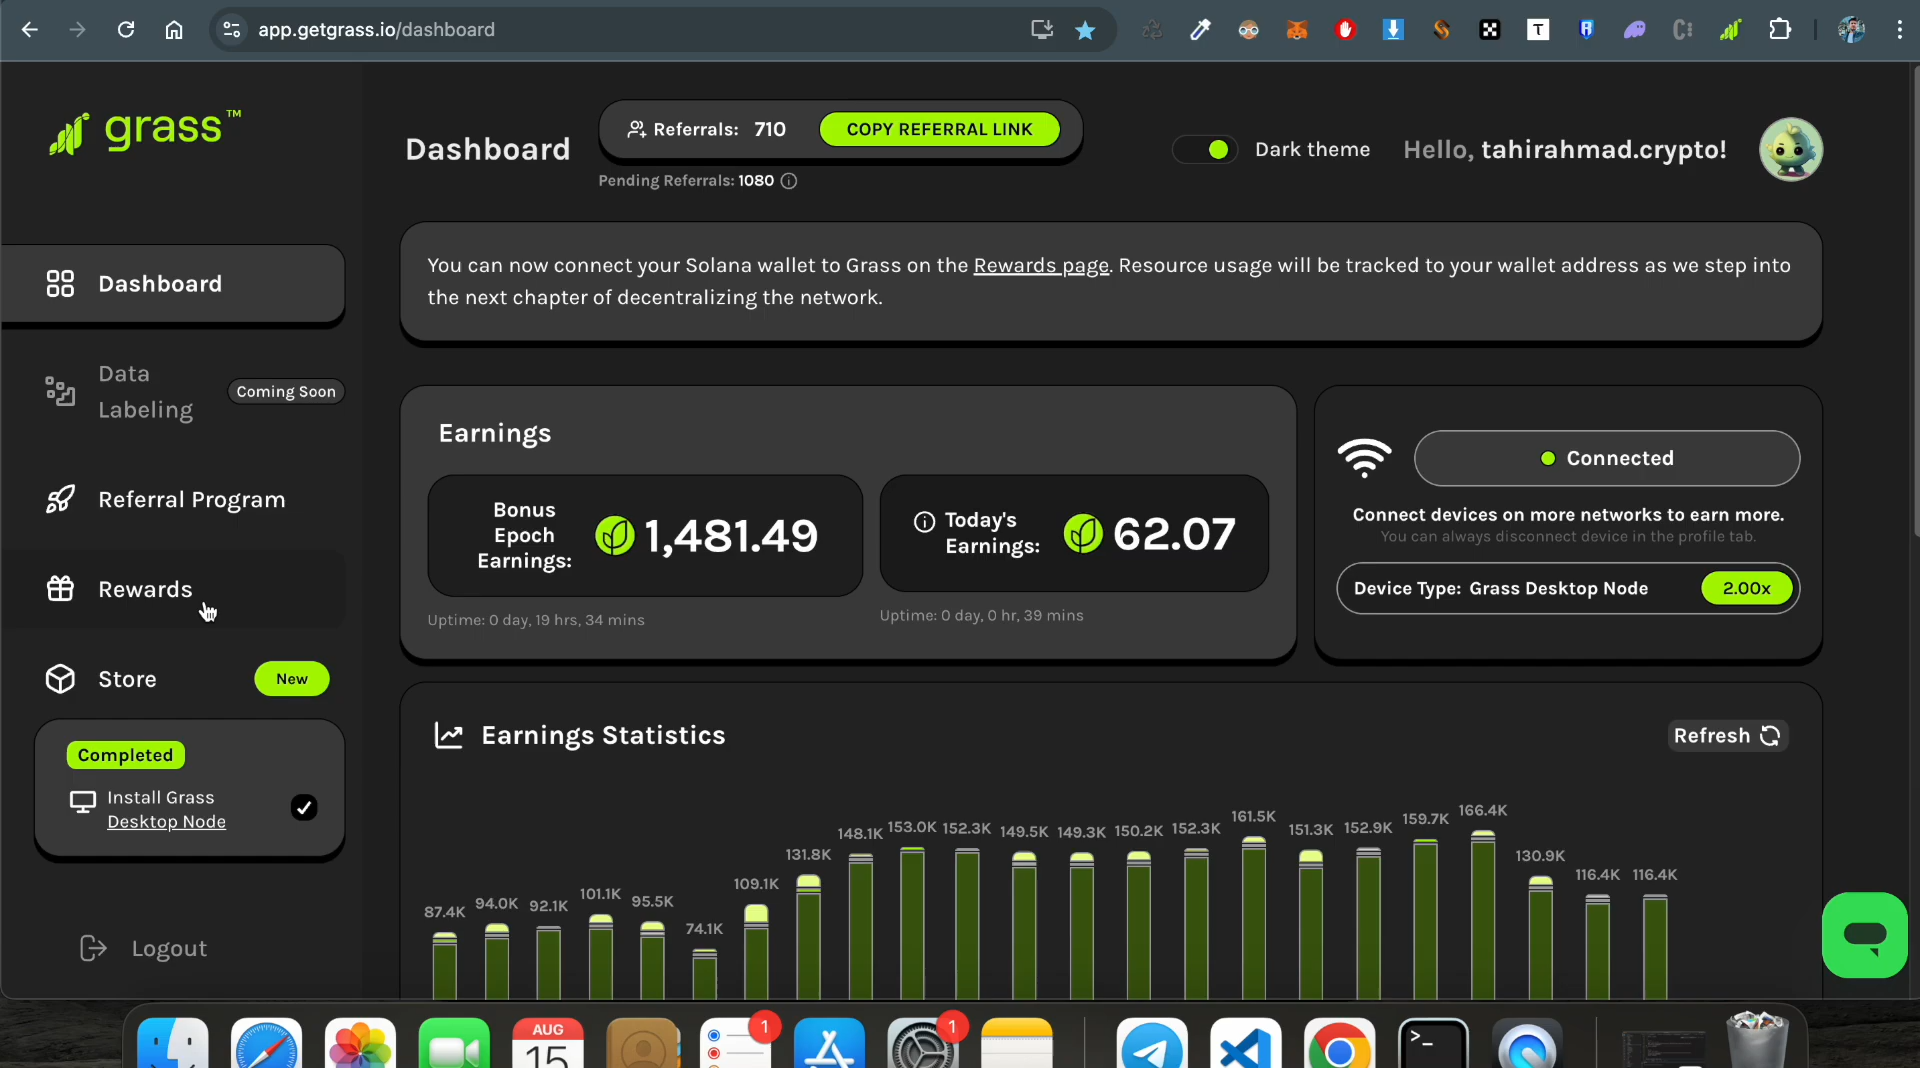 app.getgrass.io/dashboard
grass™
Dashboard
Referrals: 710
COPY REFERRAL LINK
Pending Referrals: 1080
Dark theme
Hello, tahirahmad.crypto!
Dashboard
Data
Labeling
Coming Soon
Referral Program
Rewards
Store
New
Completed
Install Grass
Desktop Node
Logout
You can now connect your Solana wallet to Grass on the Rewards page. Resource usage will be tracked to your wallet address as we step into
the next chapter of decentralizing the network.
Earnings
Bonus
Epoch
Earnings:
1,481.49
Uptime: 0 day, 19 hrs, 34 mins
Today's
Earnings:
62.07
Uptime: 0 day, 0 hr, 39 mins
Connected
Connect devices on more networks to earn more.
You can always disconnect device in the profile tab.
Device Type: Grass Desktop Node
2.00x
Earnings Statistics
Refresh
87.4K
94.0K
92.1K
101.1K
95.5K
74.1K
109.1K
131.8K
148.1K
153.0K
152.3K
149.5K
149.3K
150.2K
152.3K
161.5K
151.3K
152.9K
159.7K
166.4K
130.9K
116.4K
116.4K
AUG
15
1
1